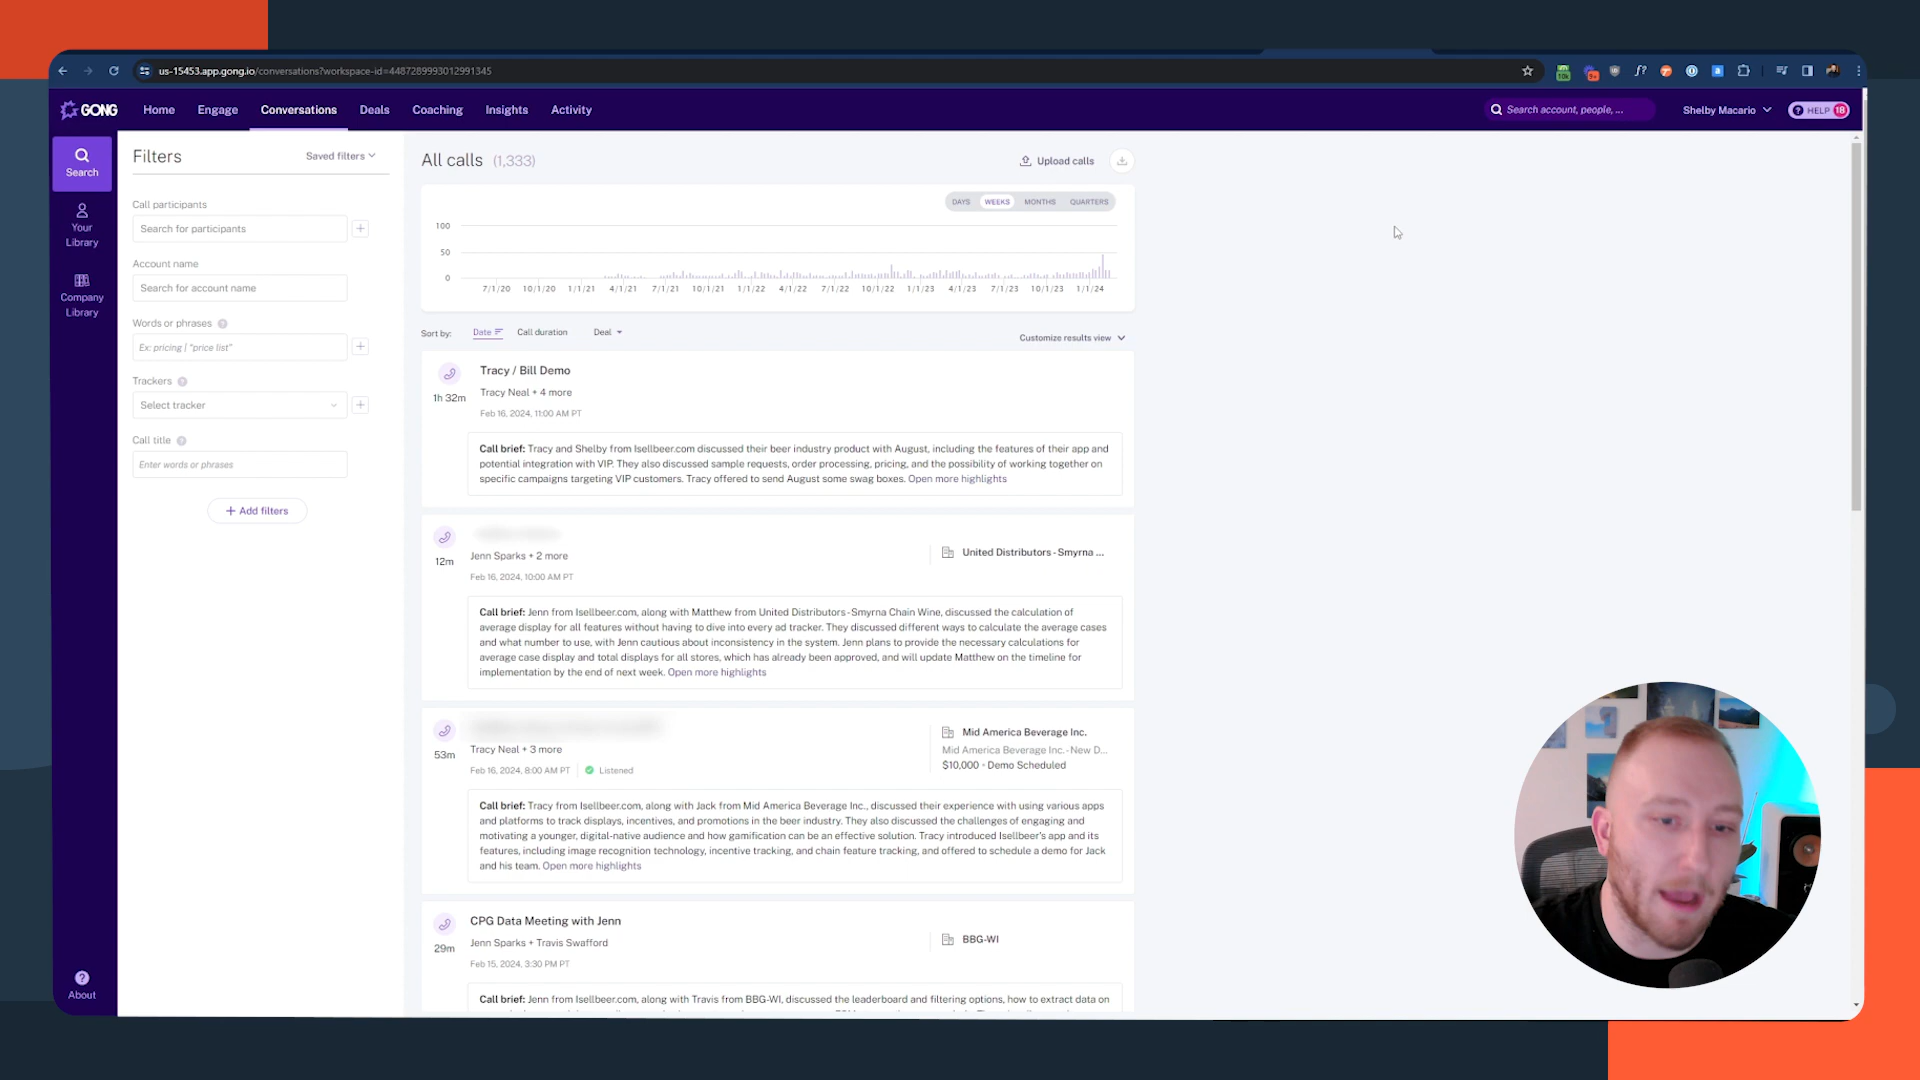 us-15453.app.gong.io/conversations?workspace-id=4487289993012991345
GONG
Home
Engage
Conversations
Deals
Coaching
Insights
Activity
Search account, people, ...
Shelby Macario
HELP 18
Search
Your
Library
Company
Library
About
Filters
Saved filters
Call participants
Search for participants
Account name
Search for account name
Words or phrases
Ex: pricing | "price list"
Trackers
Select tracker
Call title
Enter words or phrases
+ Add filters
All calls (1,333)
Upload calls
DAYS WEEKS MONTHS QUARTERS
100
50
0
7/1/20 10/1/20 1/1/21 4/1/21 7/1/21 10/1/21 1/1/22 4/1/22 7/1/22 10/1/22 1/1/23 4/1/23 7/1/23 10/1/23 1/1/24
Sort by: Date Call duration Deal
Customize results view
Tracy / Bill Demo
1h 32m
Tracy Neal + 4 more
Feb 16, 2024, 11:00 AM PT
Call brief: Tracy and Shelby from Isellbeer.com discussed their beer industry product with August, including the features of their app and
potential integration with VIP. They also discussed sample requests, order processing, pricing, and the possibility of working together on
specific campaigns targeting VIP customers. Tracy offered to send August some swag boxes. Open more highlights
12m
Jenn Sparks + 2 more
Feb 16, 2024, 10:00 AM PT
United Distributors - Smyrna ...
Call brief: Jenn from Isellbeer.com, along with Matthew from United Distributors - Smyrna Chain Wine, discussed the calculation of
average display for all features without having to dive into every ad tracker. They discussed different ways to calculate the average cases
and what number to use, with Jenn cautious about inconsistency in the system. Jenn plans to provide the necessary calculations for
average case display and total displays for all stores, which has already been approved, and will update Matthew on the timeline for
implementation by the end of next week. Open more highlights
53m
Tracy Neal + 3 more
Feb 16, 2024, 8:00 AM PT
Listened
Mid America Beverage Inc.
Mid America Beverage Inc. - New D...
$10,000 • Demo Scheduled
Call brief: Tracy from Isellbeer.com, along with Jack from Mid America Beverage Inc., discussed their experience with using various apps
and platforms to track displays, incentives, and promotions in the beer industry. They also discussed the challenges of engaging and
motivating a younger, digital-native audience and how gamification can be an effective solution. Tracy introduced Isellbeer's app and its
features, including image recognition technology, incentive tracking, and chain feature tracking, and offered to schedule a demo for Jack
and his team. Open more highlights
CPG Data Meeting with Jenn
29m
Jenn Sparks + Travis Swafford
Feb 15, 2024, 3:30 PM PT
BBG-WI
Call brief: Jenn from Isellbeer.com, along with Travis from BBG-WI, discussed the leaderboard and filtering options, how to extract data on